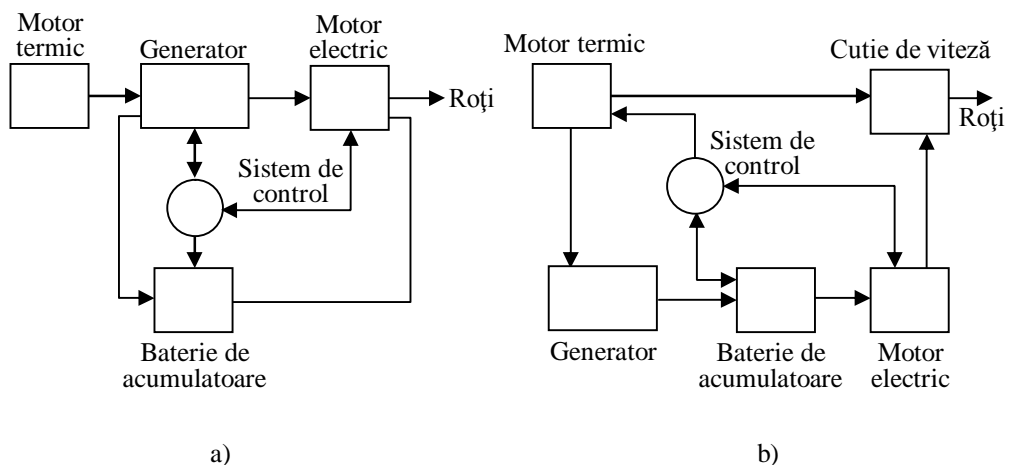 Motor
termic
Generator
Motor
electric
Roţi
Sistem de
control
Baterie de
acumulatoare
a)
Motor termic
Cutie de viteză
Roţi
Sistem de
control
Generator
Baterie de
acumulatoare
Motor
electric
b)